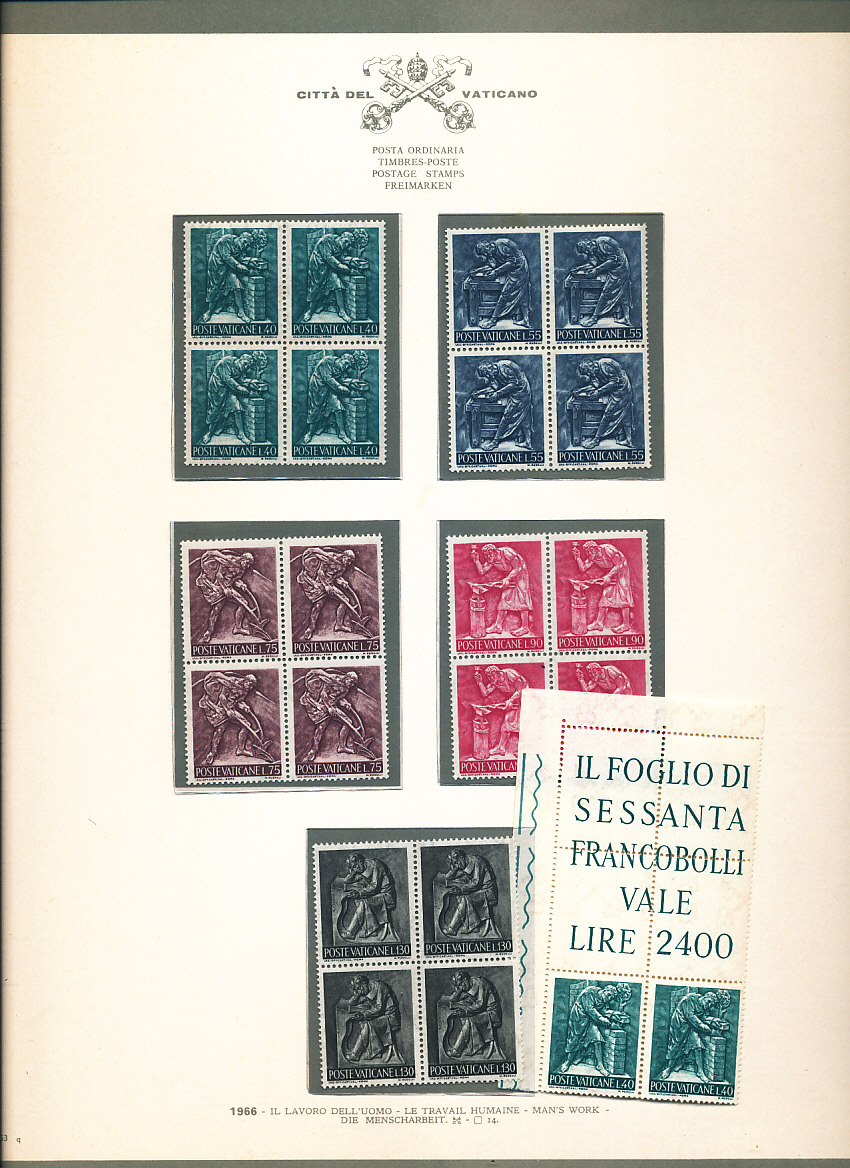 CITTÀ DEL VATICANO
POSTA ORDINARIA
TIMBRES-POSTE
POSTAGE STAMPS
FREIMARKEN
POSTE VATICANE L.40
POSTE VATICANE L.40
POSTE VATICANE L.55
POSTE VATICANE L.55
POSTE VATICANE L.40
POSTE VATICANE L.40
POSTE VATICANE L.55
POSTE VATICANE L.55
POSTE VATICANE L.75
POSTE VATICANE L.75
POSTE VATICANE L.90
POSTE VATICANE L.90
POSTE VATICANE L.75
POSTE VATICANE L.75
POSTE VATICANE
IL FOGLIO DI
SESSANTA
FRANCOBOLLI
VALE
LIRE 2400
POSTE VATICANE L.130
POSTE VATICANE L.130
POSTE VATICANE L.130
POSTE VATICANE L.130
POSTE VATICANE L.40
POSTE VATICANE L.40
1966 - IL LAVORO DELL'UOMO - LE TRAVAIL HUMAINE - MAN'S WORK -
DIE MENSCHARBEIT. - 14.
53 q